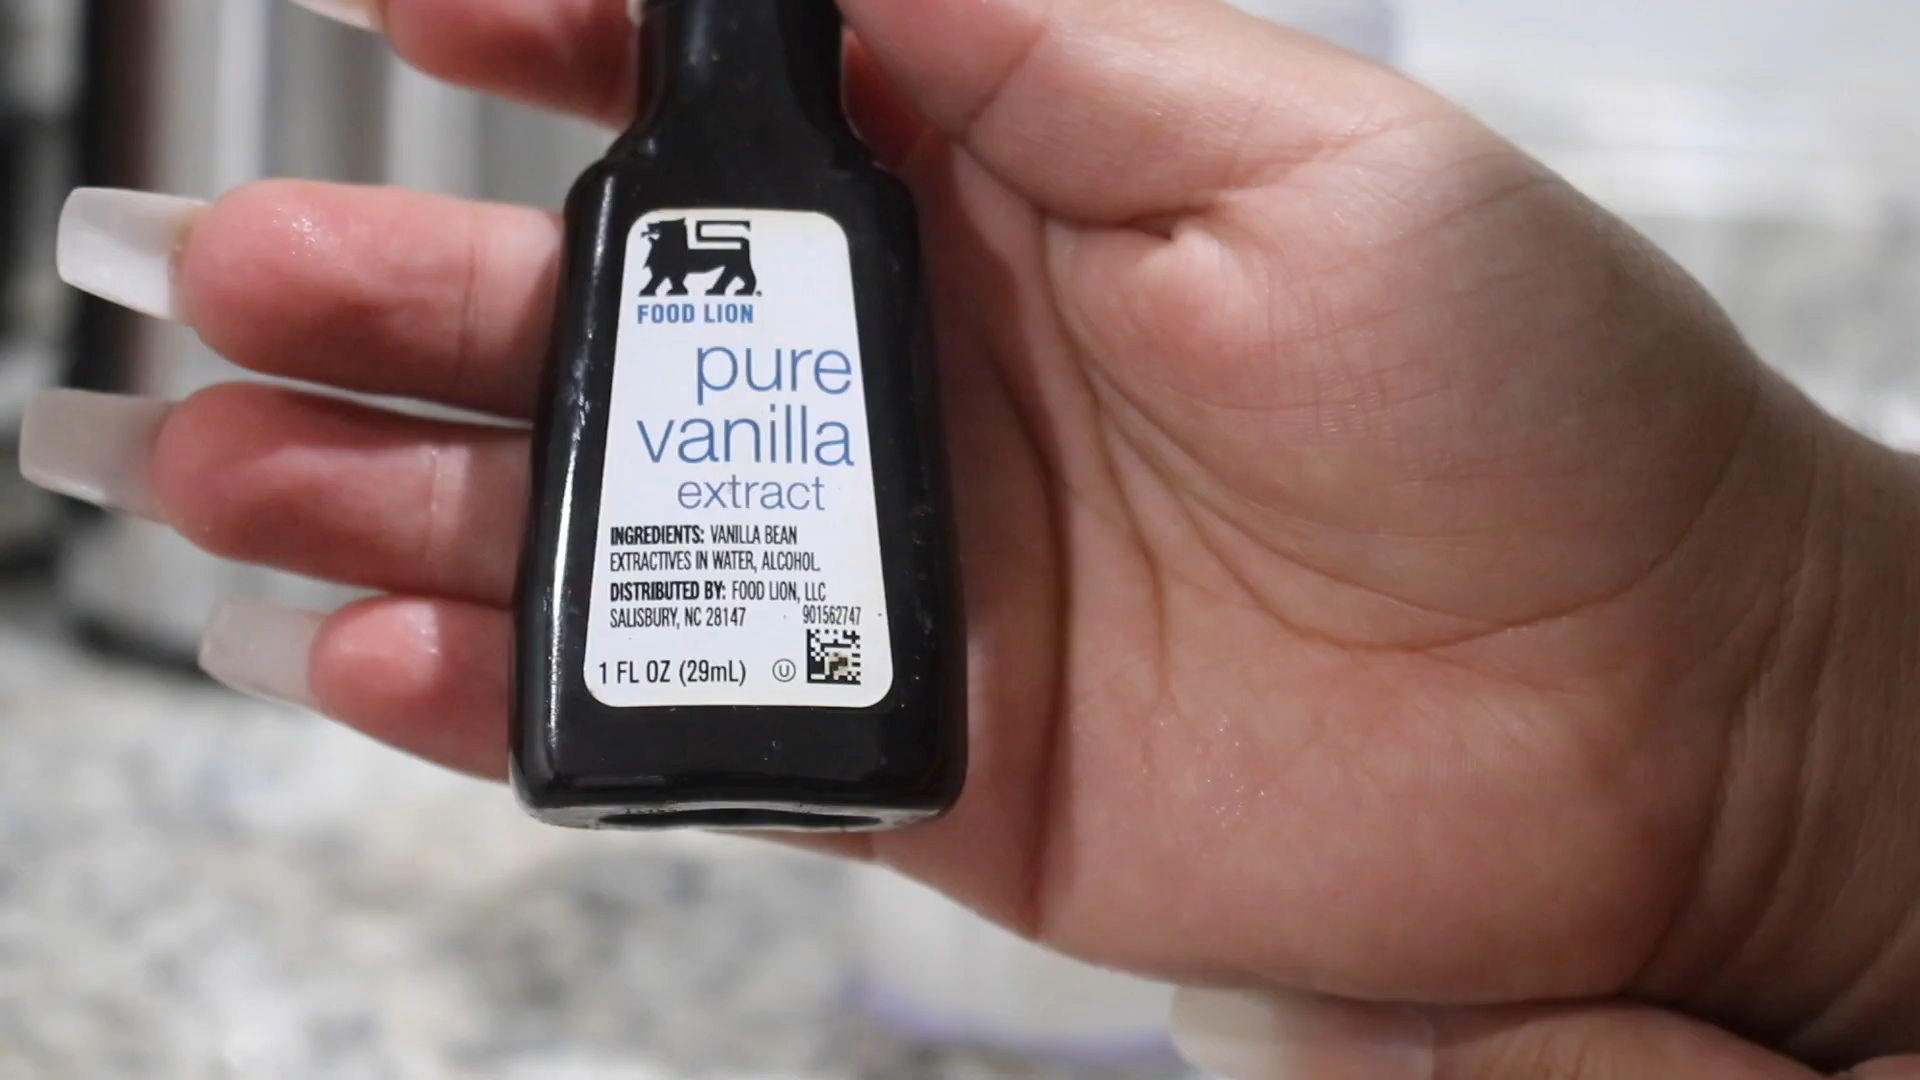 FOOD LION
pure
vanilla
extract
INGREDIENTS: VANILLA BEAN
EXTRACTIVES IN WATER, ALCOHOL.
DISTRIBUTED BY: FOOD LION, LLC
SALISBURY, NC 28147 901562747
1 FL OZ (29mL) U